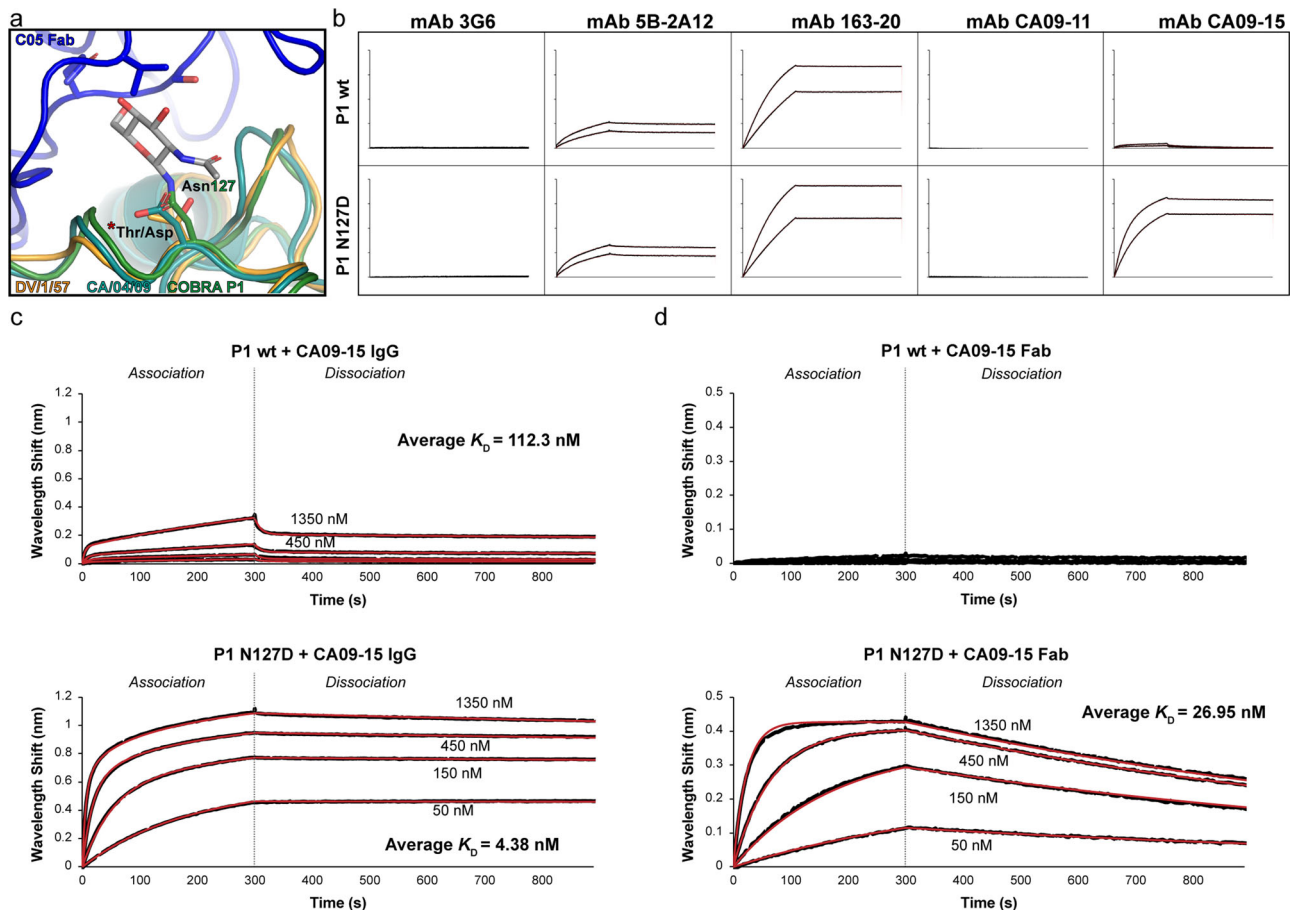 a
C05 Fab
Asn127
*Thr/Asp
DV/1/57 CA/04/09 COBRA P1
b
mAb 3G6 mAb 5B-2A12 mAb 163-20 mAb CA09-11 mAb CA09-15
P1 wt
P1 N127D
c
P1 wt + CA09-15 IgG
Association Dissociation
Wavelength Shift (nm)
1.2
1
0.8
0.6
0.4
0.2
0
Average KD = 112.3 nM
1350 nM
450 nM
0 100 200 300 400 500 600 700 800
Time (s)
P1 N127D + CA09-15 IgG
Association Dissociation
Wavelength Shift (nm)
1.2
1
0.8
0.6
0.4
0.2
0
1350 nM
450 nM
150 nM
50 nM
Average KD = 4.38 nM
0 100 200 300 400 500 600 700 800
Time (s)
d
P1 wt + CA09-15 Fab
Association Dissociation
Wavelength Shift (nm)
0.5
0.4
0.3
0.2
0.1
0
0 100 200 300 400 500 600 700 800
Time (s)
P1 N127D + CA09-15 Fab
Association Dissociation
Wavelength Shift (nm)
0.5
0.4
0.3
0.2
0.1
0
Average KD = 26.95 nM
1350 nM
450 nM
150 nM
50 nM
0 100 200 300 400 500 600 700 800
Time (s)